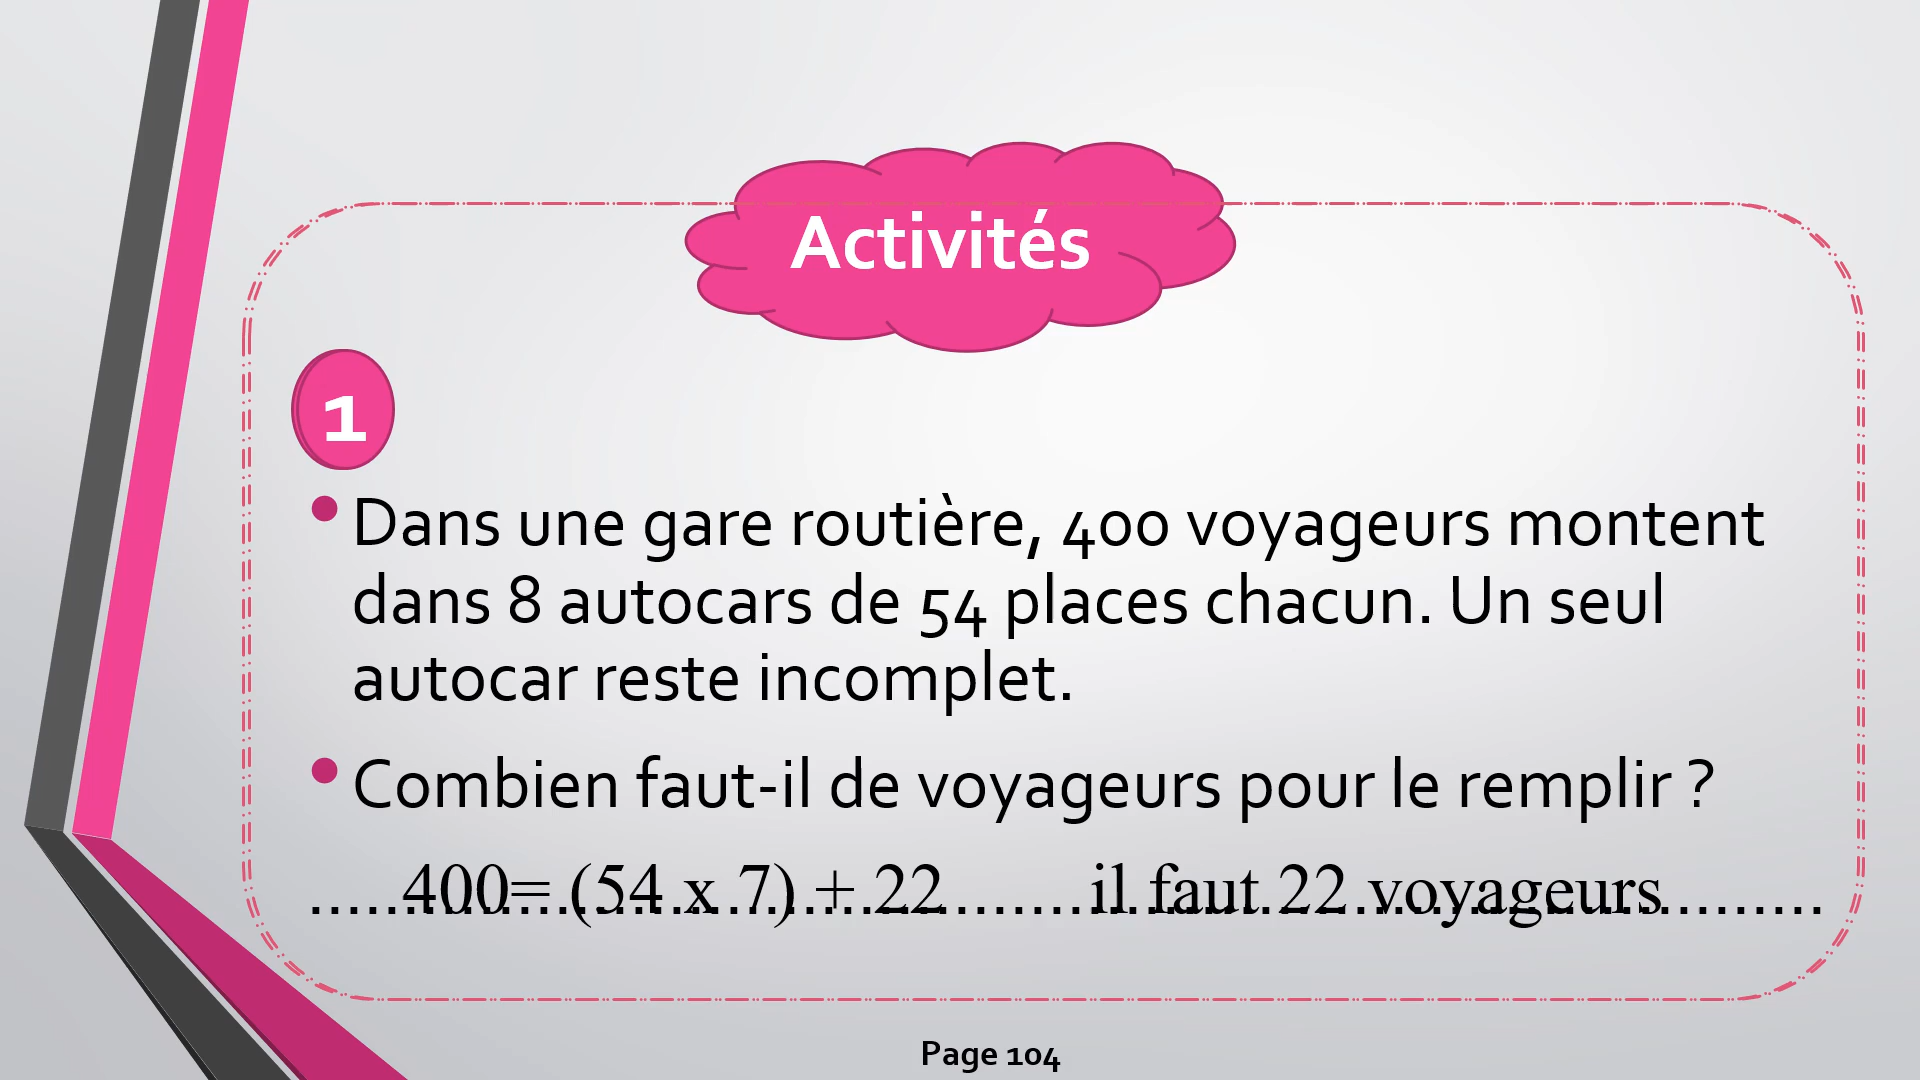 Activités
1
• Dans une gare routière, 400 voyageurs montent
dans 8 autocars de 54 places chacun. Un seul
autocar reste incomplet.
• Combien faut-il de voyageurs pour le remplir ?
400= (54 x 7) + 22 il faut 22 voyageurs
Page 104